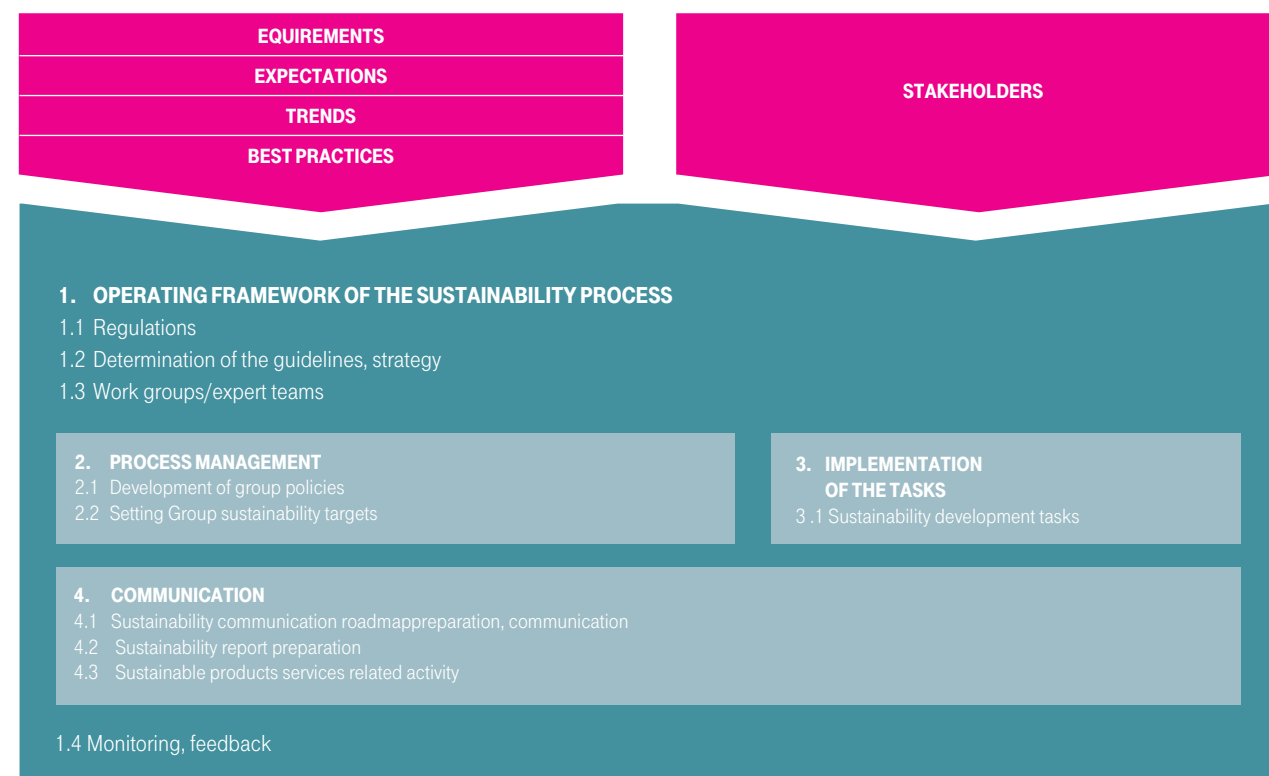 EQUIREMENTS
EXPECTATIONS
TRENDS
BEST PRACTICES
STAKEHOLDERS
1. OPERATING FRAMEWORK OF THE SUSTAINABILITY PROCESS
1.1 Regulations
1.2 Determination of the guidelines, strategy
1.3 Work groups/expert teams
2. PROCESS MANAGEMENT
2.1 Development of group policies
2.2 Setting Group sustainability targets
3. IMPLEMENTATION
OF THE TASKS
3 .1 Sustainability development tasks
4. COMMUNICATION
4.1 Sustainability communication roadmappreparation, communication
4.2 Sustainability report preparation
4.3 Sustainable products services related activity
1.4 Monitoring, feedback